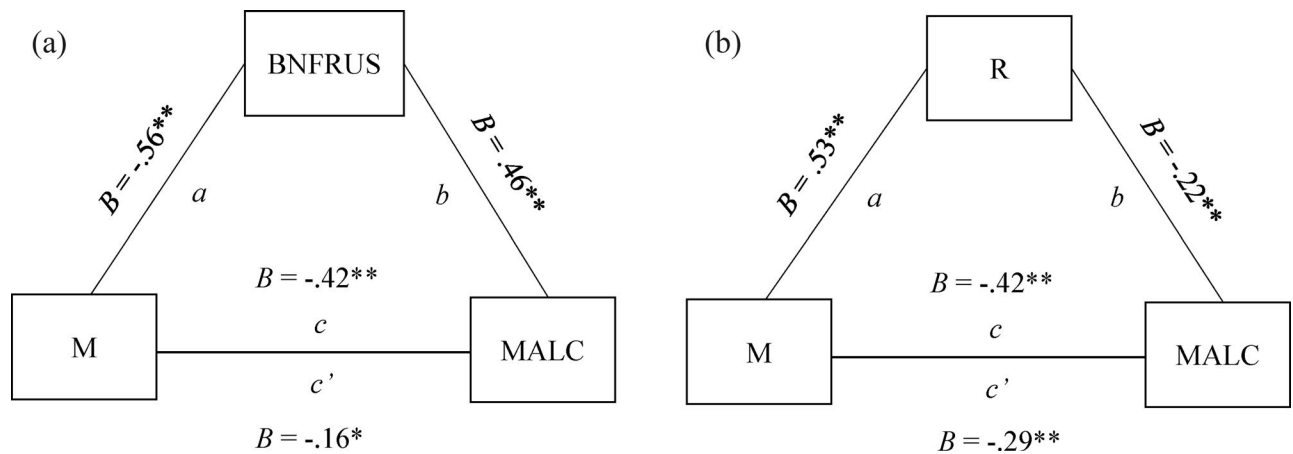 (a)
BNFRUS
B = -.56**
a
B = .46**
b
B = -.42**
M
c
MALC
c’
B = -.16*
(b)
R
B = .53**
a
B = -.22**
b
B = -.42**
M
c
MALC
c’
B = -.29**